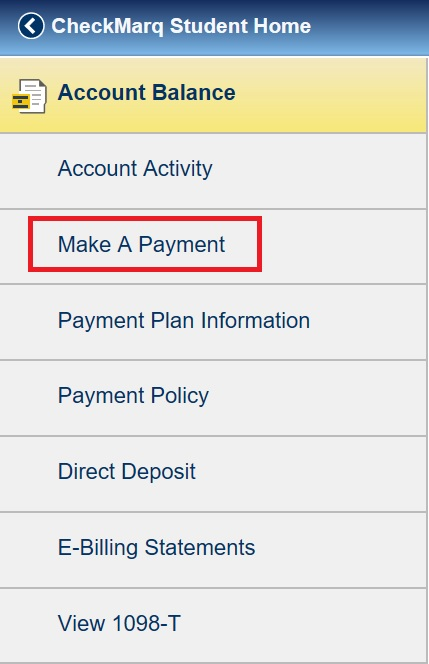 CheckMarq Student Home
Account Balance
Account Activity
Make A Payment
Payment Plan Information
Payment Policy
Direct Deposit
E-Billing Statements
View 1098-T